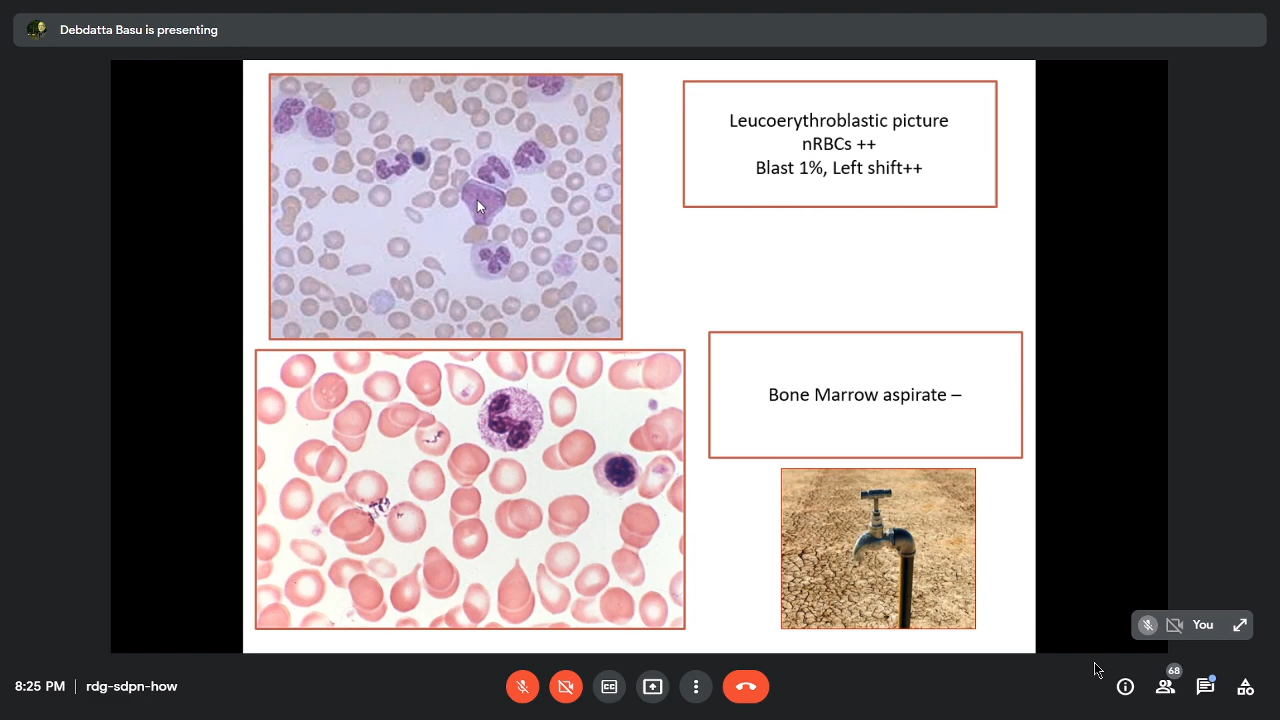 Debdatta Basu is presenting
Leucoerythroblastic picture
nRBCs ++
Blast 1%, Left shift++
Bone Marrow aspirate –
You
8:25 PM | rdg-sdpn-how
68